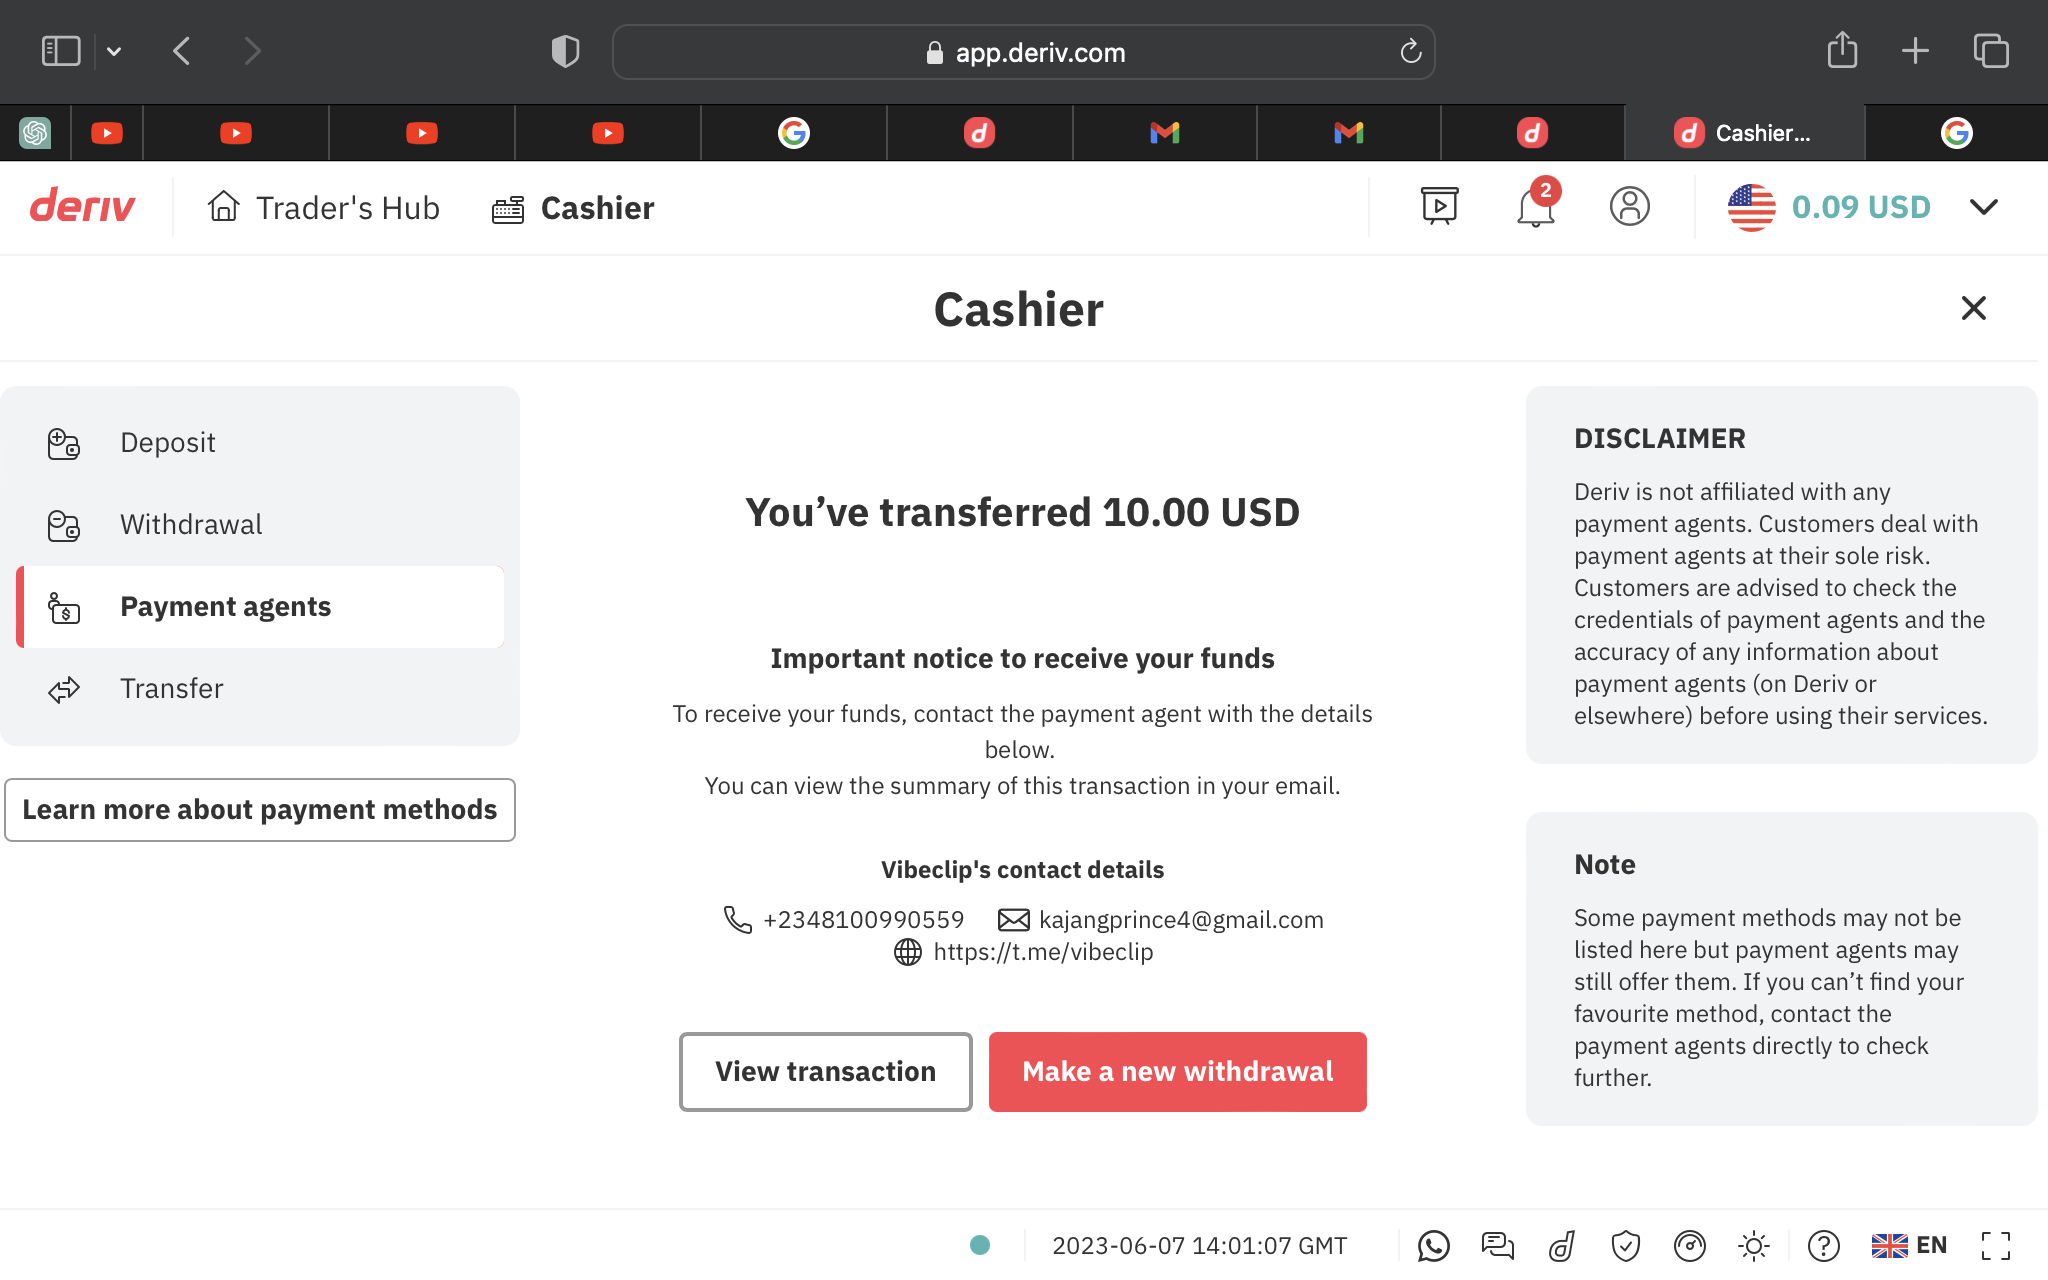 app.deriv.com
Cashier...
deriv
Trader's Hub
Cashier
2
0.09 USD
Cashier
Deposit
Withdrawal
Payment agents
Transfer
Learn more about payment methods
You’ve transferred 10.00 USD
Important notice to receive your funds
To receive your funds, contact the payment agent with the details
below.
You can view the summary of this transaction in your email.
Vibeclip's contact details
+2348100990559 kajangprince4@gmail.com
https://t.me/vibeclip
View transaction
Make a new withdrawal
DISCLAIMER
Deriv is not affiliated with any
payment agents. Customers deal with
payment agents at their sole risk.
Customers are advised to check the
credentials of payment agents and the
accuracy of any information about
payment agents (on Deriv or
elsewhere) before using their services.
Note
Some payment methods may not be
listed here but payment agents may
still offer them. If you can’t find your
favourite method, contact the
payment agents directly to check
further.
2023-06-07 14:01:07 GMT
EN